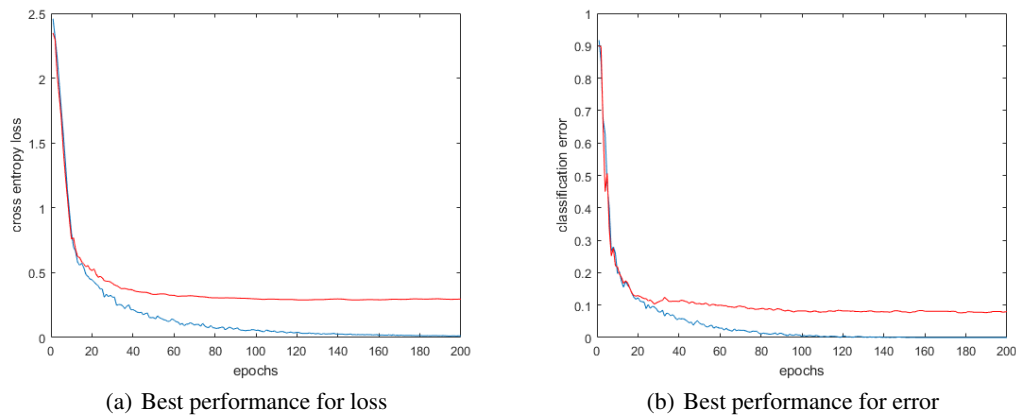 2.5
2
1.5
1
0.5
0
cross entropy loss
0 20 40 60 80 100 120 140 160 180 200
epochs
(a) Best performance for loss
1
0.9
0.8
0.7
0.6
0.5
0.4
0.3
0.2
0.1
0
classification error
0 20 40 60 80 100 120 140 160 180 200
epochs
(b) Best performance for error